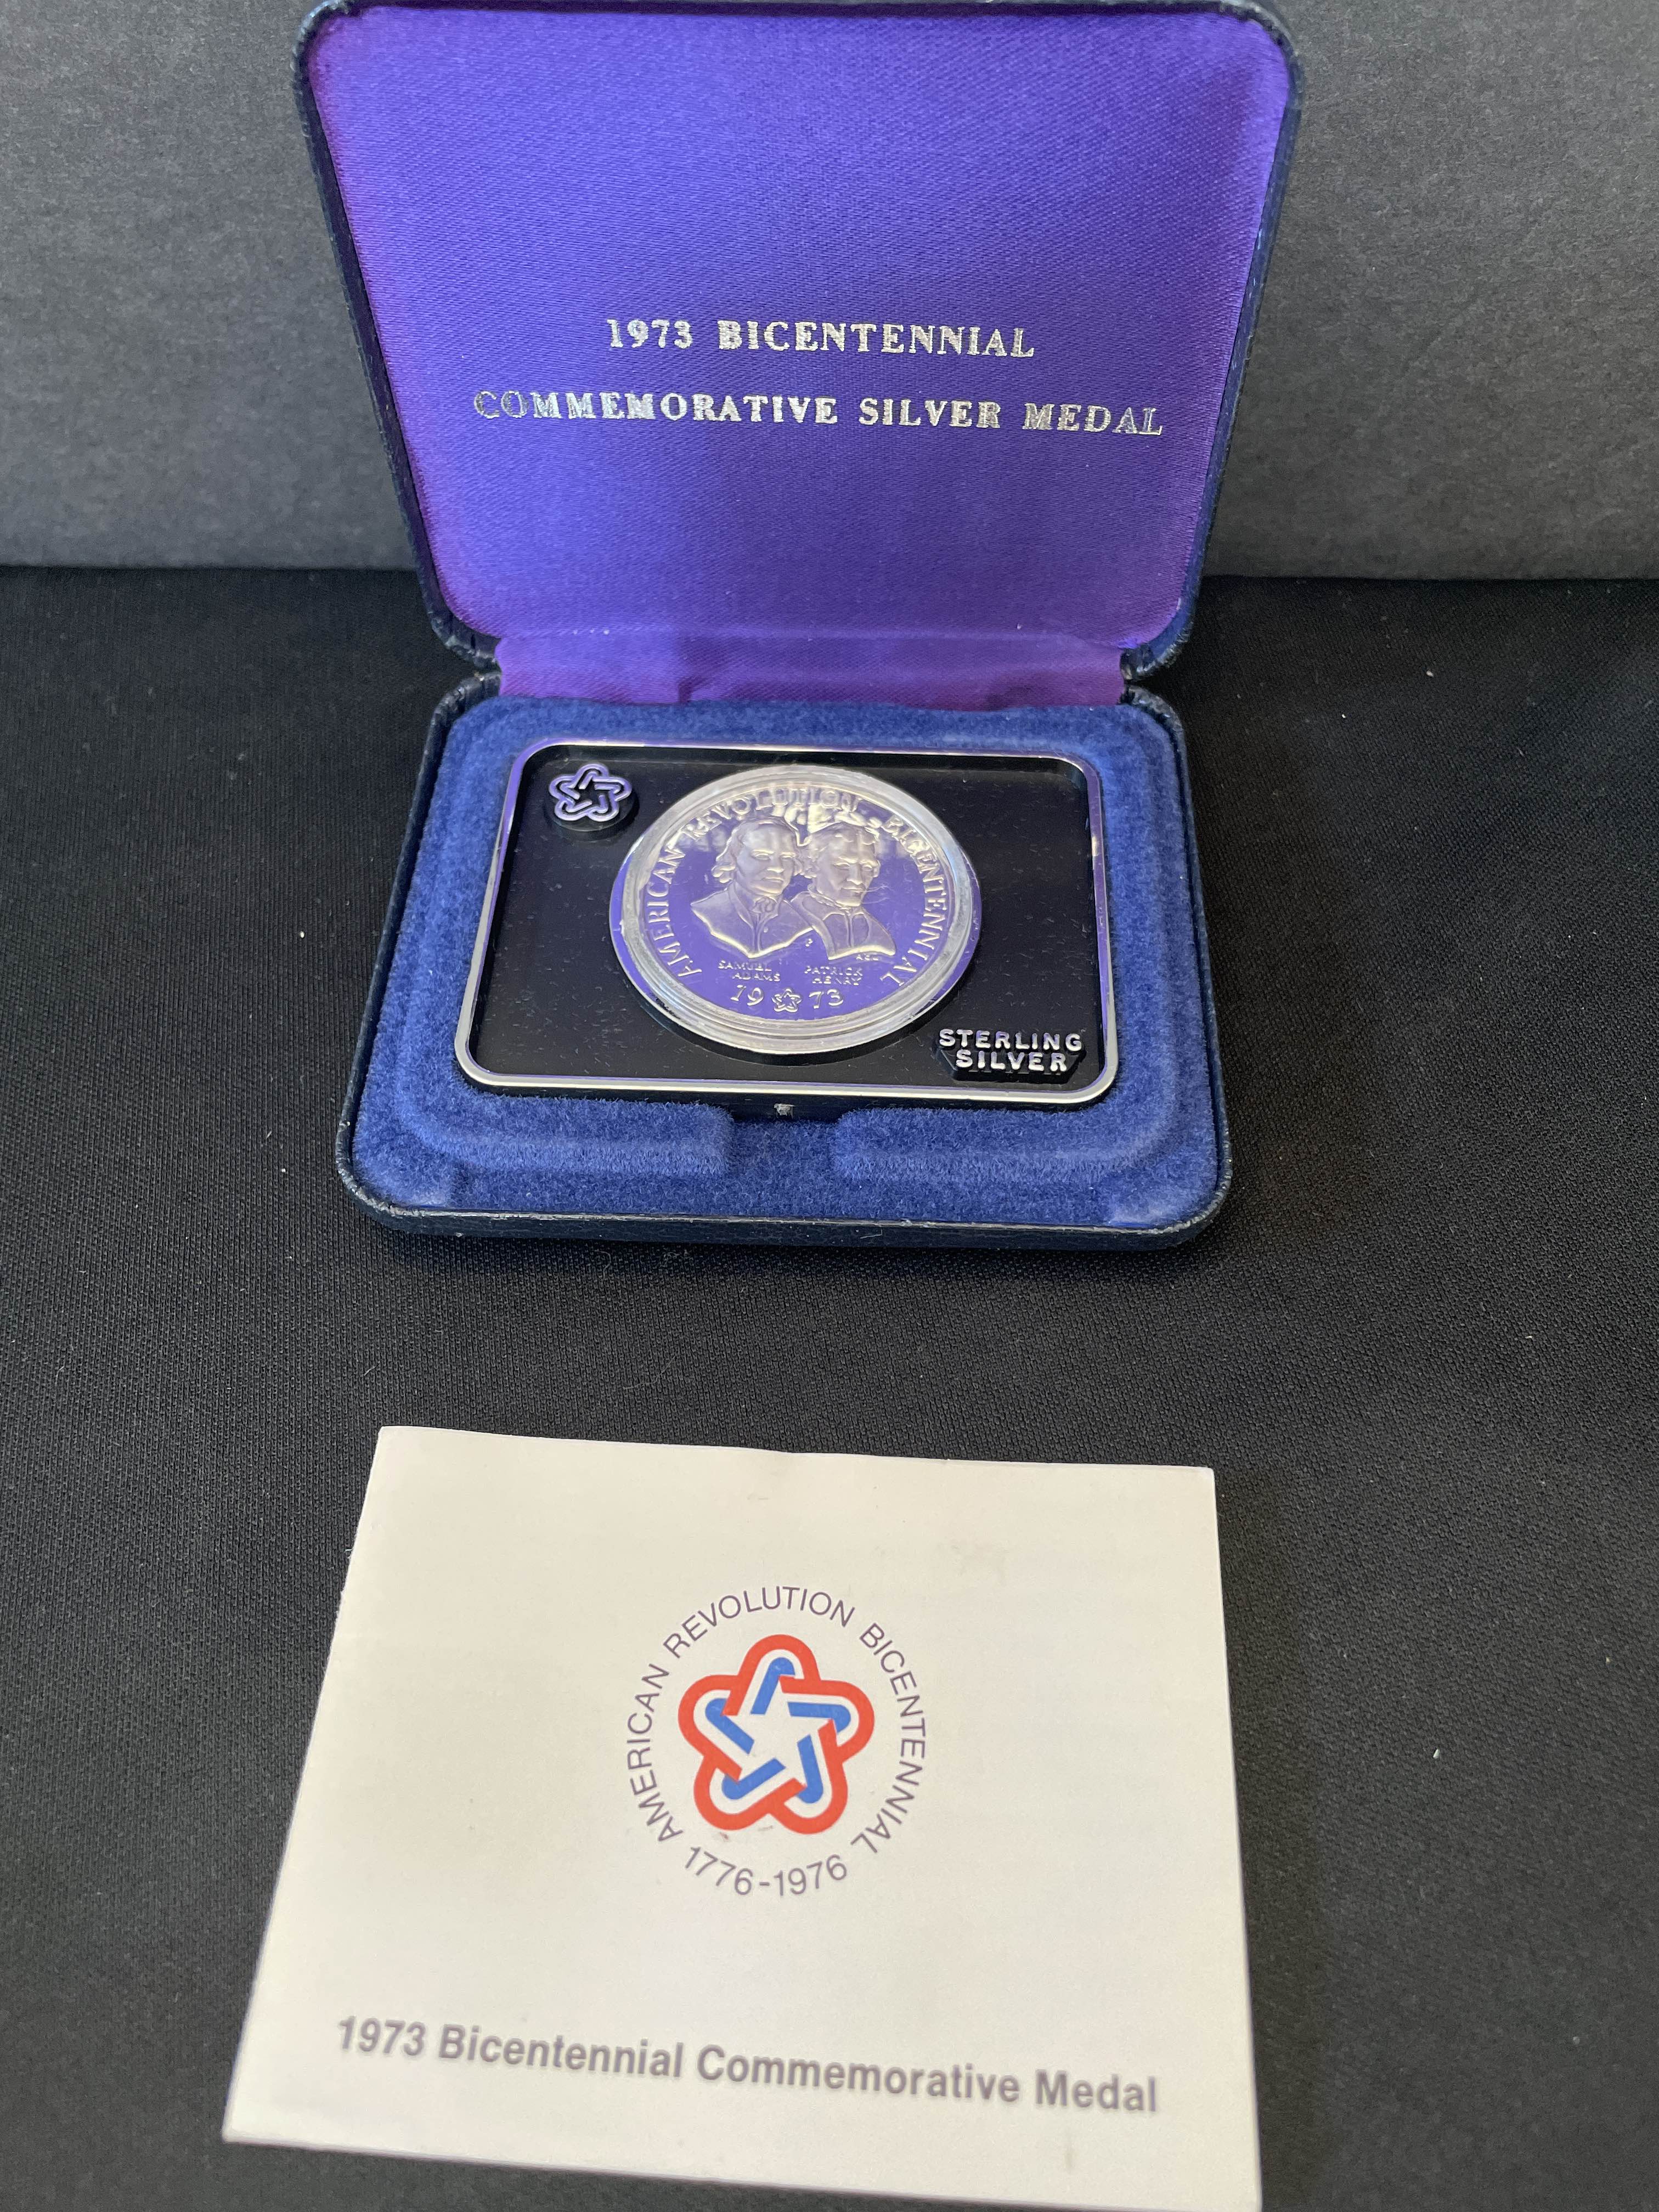 1973 BICENTENNIAL
COMMEMORATIVE SILVER MEDAL
AMERICAN REVOLUTION BICENTENNIAL
SAMUEL ADAMS
PATRICK HENRY
19 73
STERLING
SILVER
AMERICAN REVOLUTION BICENTENNIAL
1776-1976
1973 Bicentennial Commemorative Medal